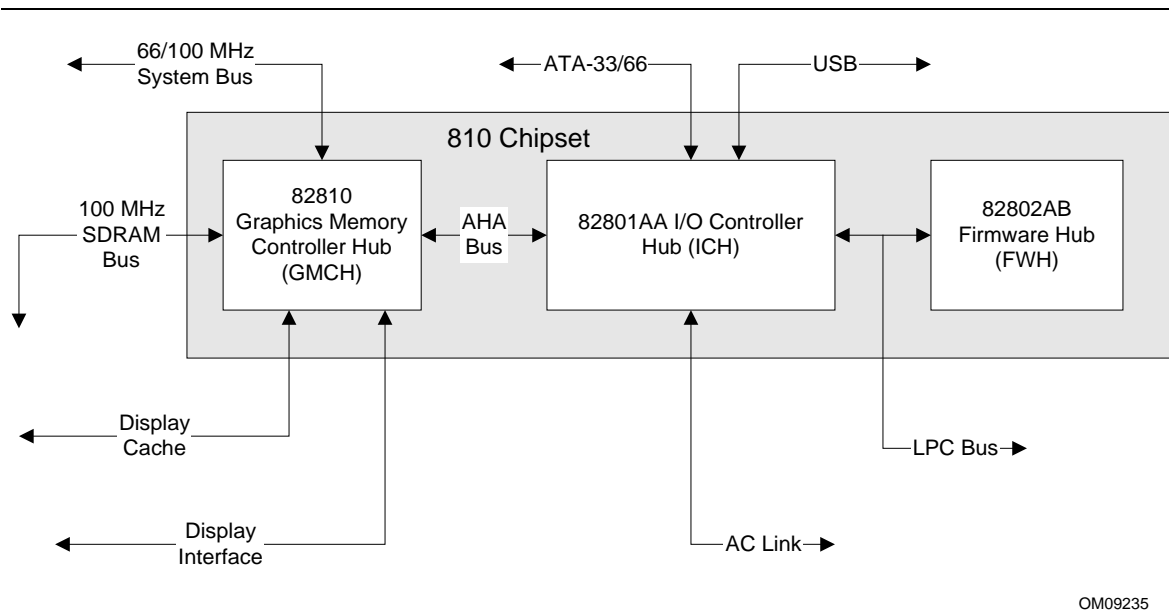 66/100 MHz
System Bus
ATA-33/66
USB
810 Chipset
82810
Graphics Memory
Controller Hub
(GMCH)
100 MHz
SDRAM
Bus
AHA
Bus
82801AA I/O Controller
Hub (ICH)
82802AB
Firmware Hub
(FWH)
Display
Cache
LPC Bus
Display
Interface
AC Link
OM09235